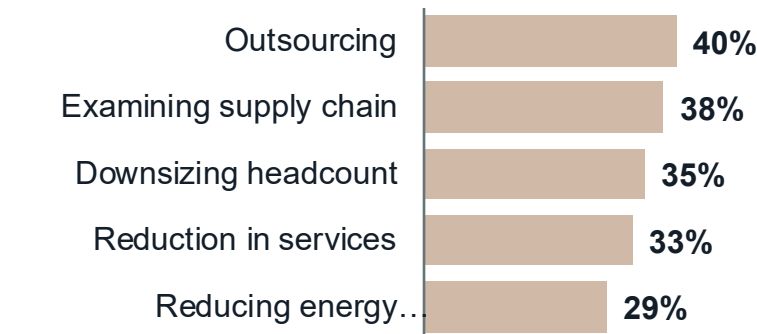 Outsourcing 40%
Examining supply chain 38%
Downsizing headcount 35%
Reduction in services 33%
Reducing energy… 29%